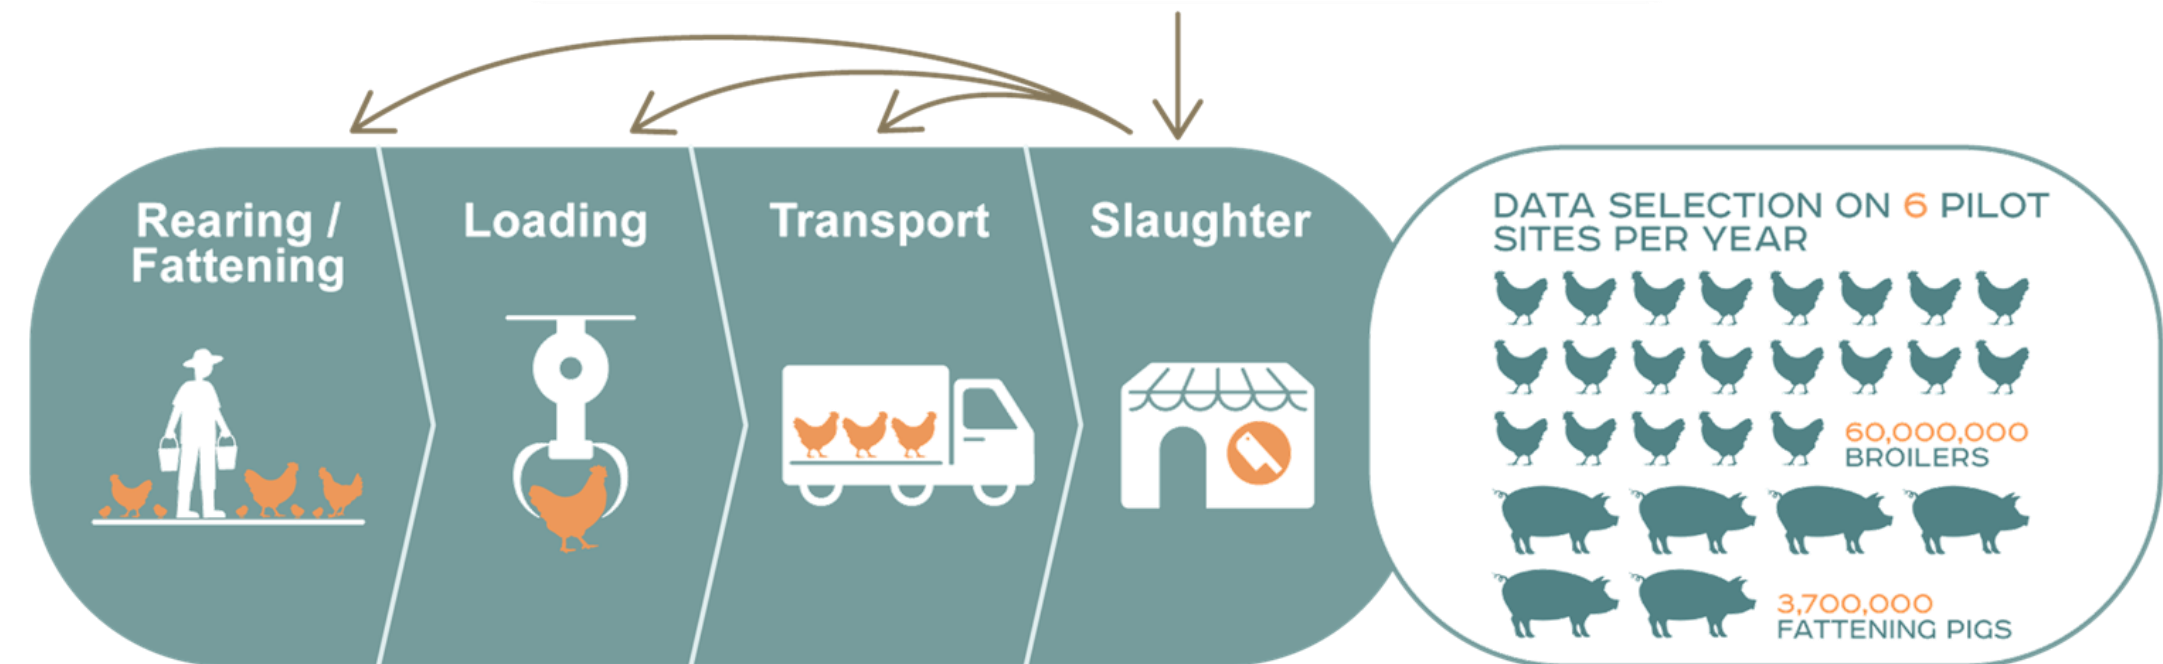 Rearing /
Fattening
Loading
Transport
Slaughter
DATA SELECTION ON 6 PILOT
SITES PER YEAR
60,000,000
BROILERS
3,700,000
FATTENING PIGS